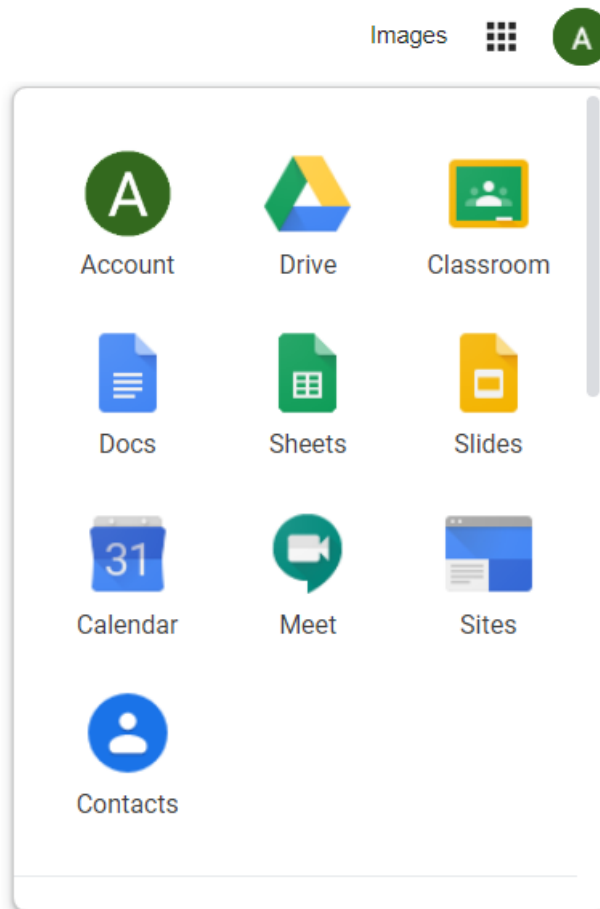 Images A
A
Account Drive Classroom
Docs Sheets Slides
31
Calendar Meet Sites
Contacts